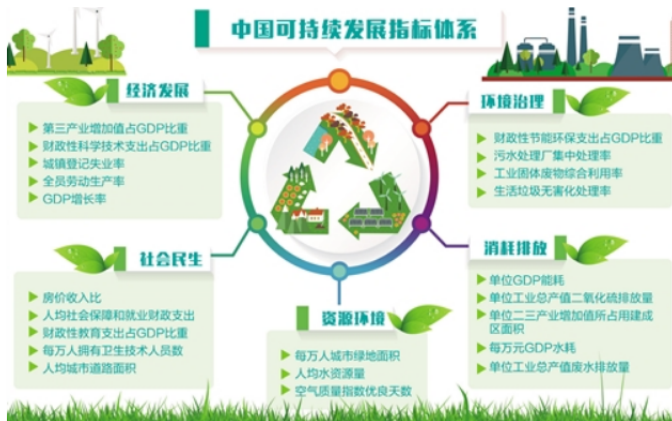 中国可持续发展指标体系
经济发展
第三产业增加值占GDP比重
财政性科学技术支出占GDP比重
城镇登记失业率
全员劳动生产率
GDP增长率
环境治理
财政性节能环保支出占GDP比重
污水处理厂集中处理率
工业固体废物综合利用率
生活垃圾无害化处理率
社会民生
房价收入比
人均社会保障和就业财政支出
财政性教育支出占GDP比重
每万人拥有卫生技术人员数
人均城市道路面积
资源环境
每万人城市绿地面积
人均水资源量
空气质量指数优良天数
消耗排放
单位GDP能耗
单位工业总产值二氧化硫排放量
单位二三产业增加值所占用建成
区面积
每万元GDP水耗
单位工业总产值废水排放量